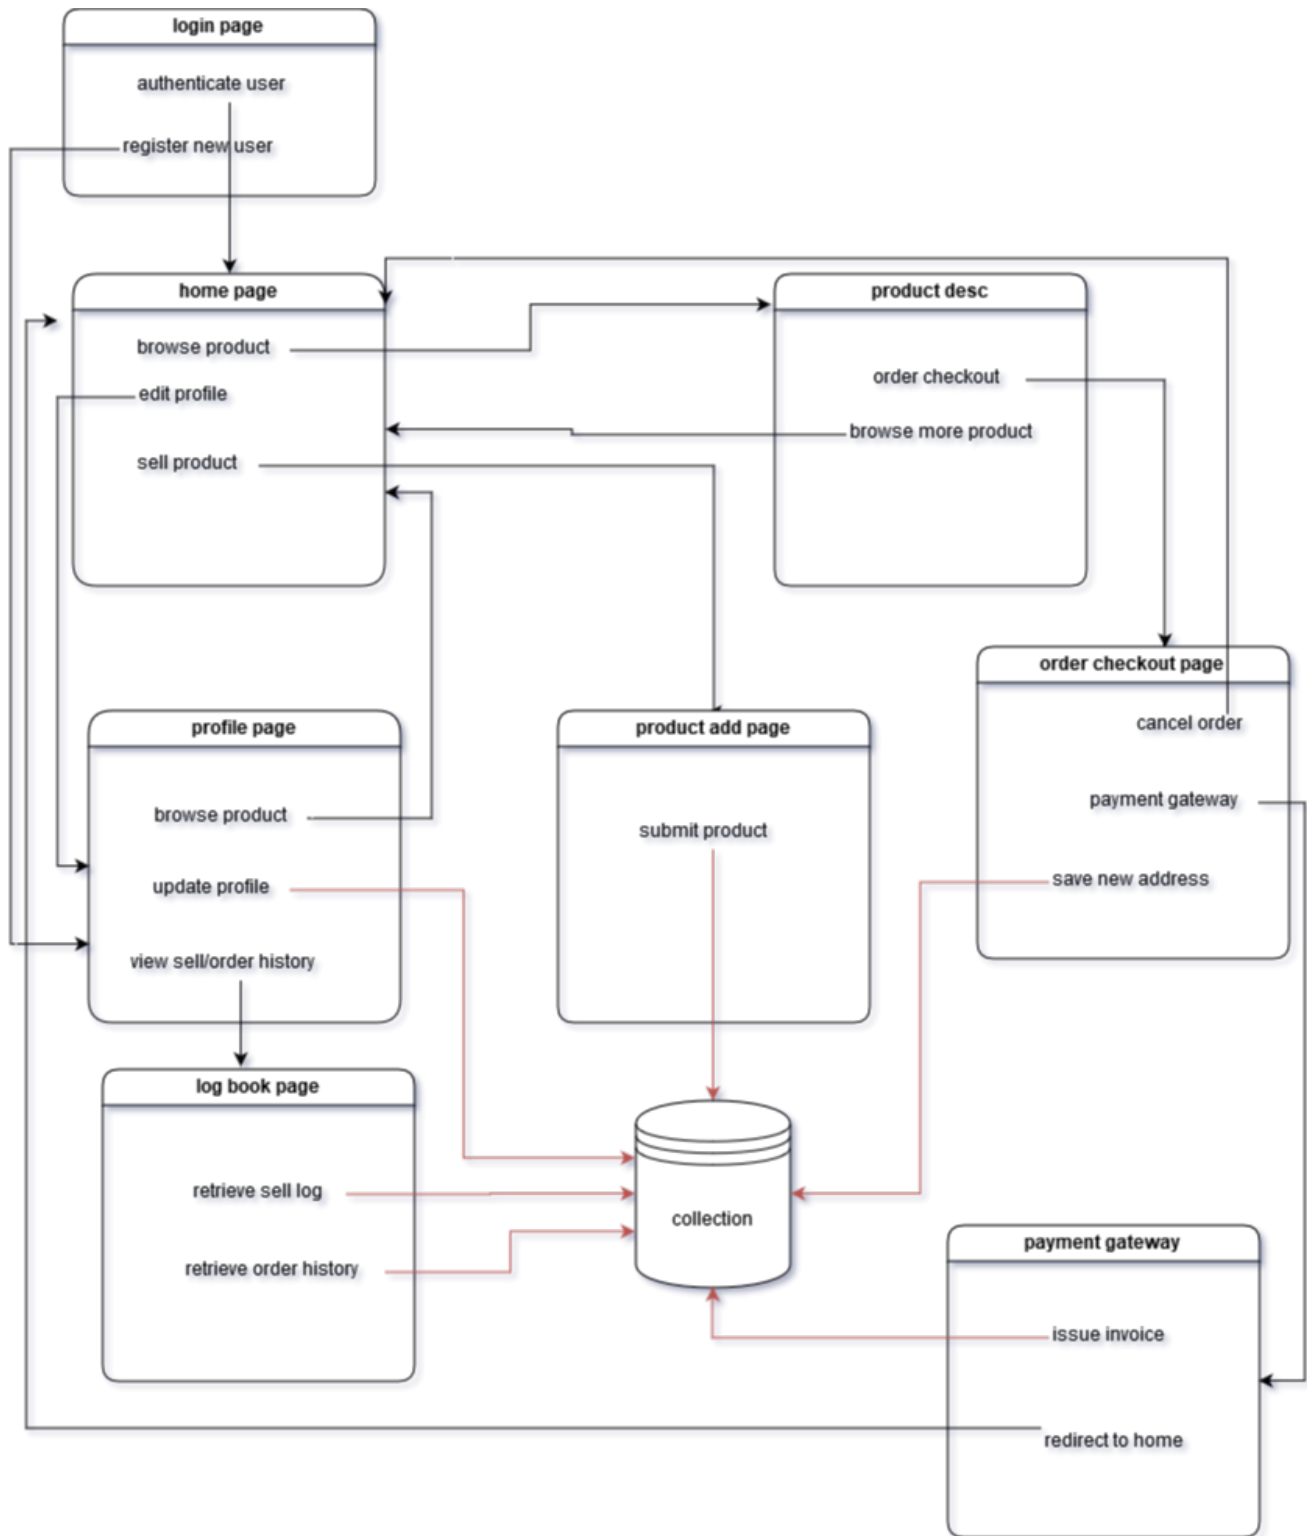 login page
authenticate user
register new user
home page
browse product
edit profile
sell product
product desc
order checkout
browse more product
order checkout page
cancel order
payment gateway
save new address
profile page
browse product
update profile
view sell/order history
product add page
submit product
log book page
retrieve sell log
retrieve order history
collection
payment gateway
issue invoice
redirect to home